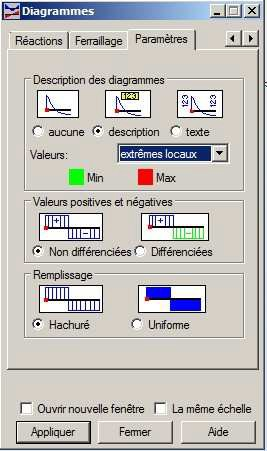 Diagrammes
Réactions Ferraillage Paramètres
Description des diagrammes
123 123 123
aucune description texte
Valeurs: extrêmes locaux
Min Max
Valeurs positives et négatives
Non différenciées Différenciées
Remplissage
Hachuré Uniforme
Ouvrir nouvelle fenêtre La même échelle
Appliquer Fermer Aide